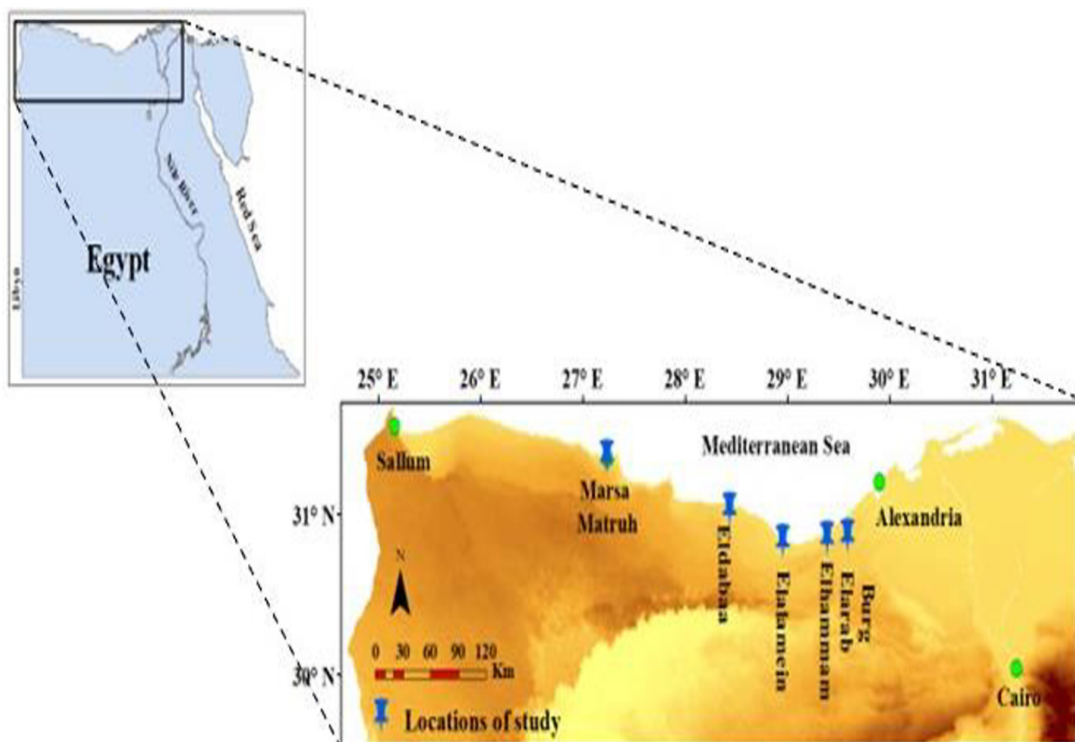 Nile River
Red Sea
Egypt
Libya
25° E
26° E
27° E
28° E
29° E
30° E
31° E
Mediterranean Sea
Sallum
Marsa
Matruh
Alexandria
31° N
Eldabaa
Elalamein
Elhammam
Burg
Elarab
N
0 30 60 90 120
Km
30° N
Cairo
Locations of study